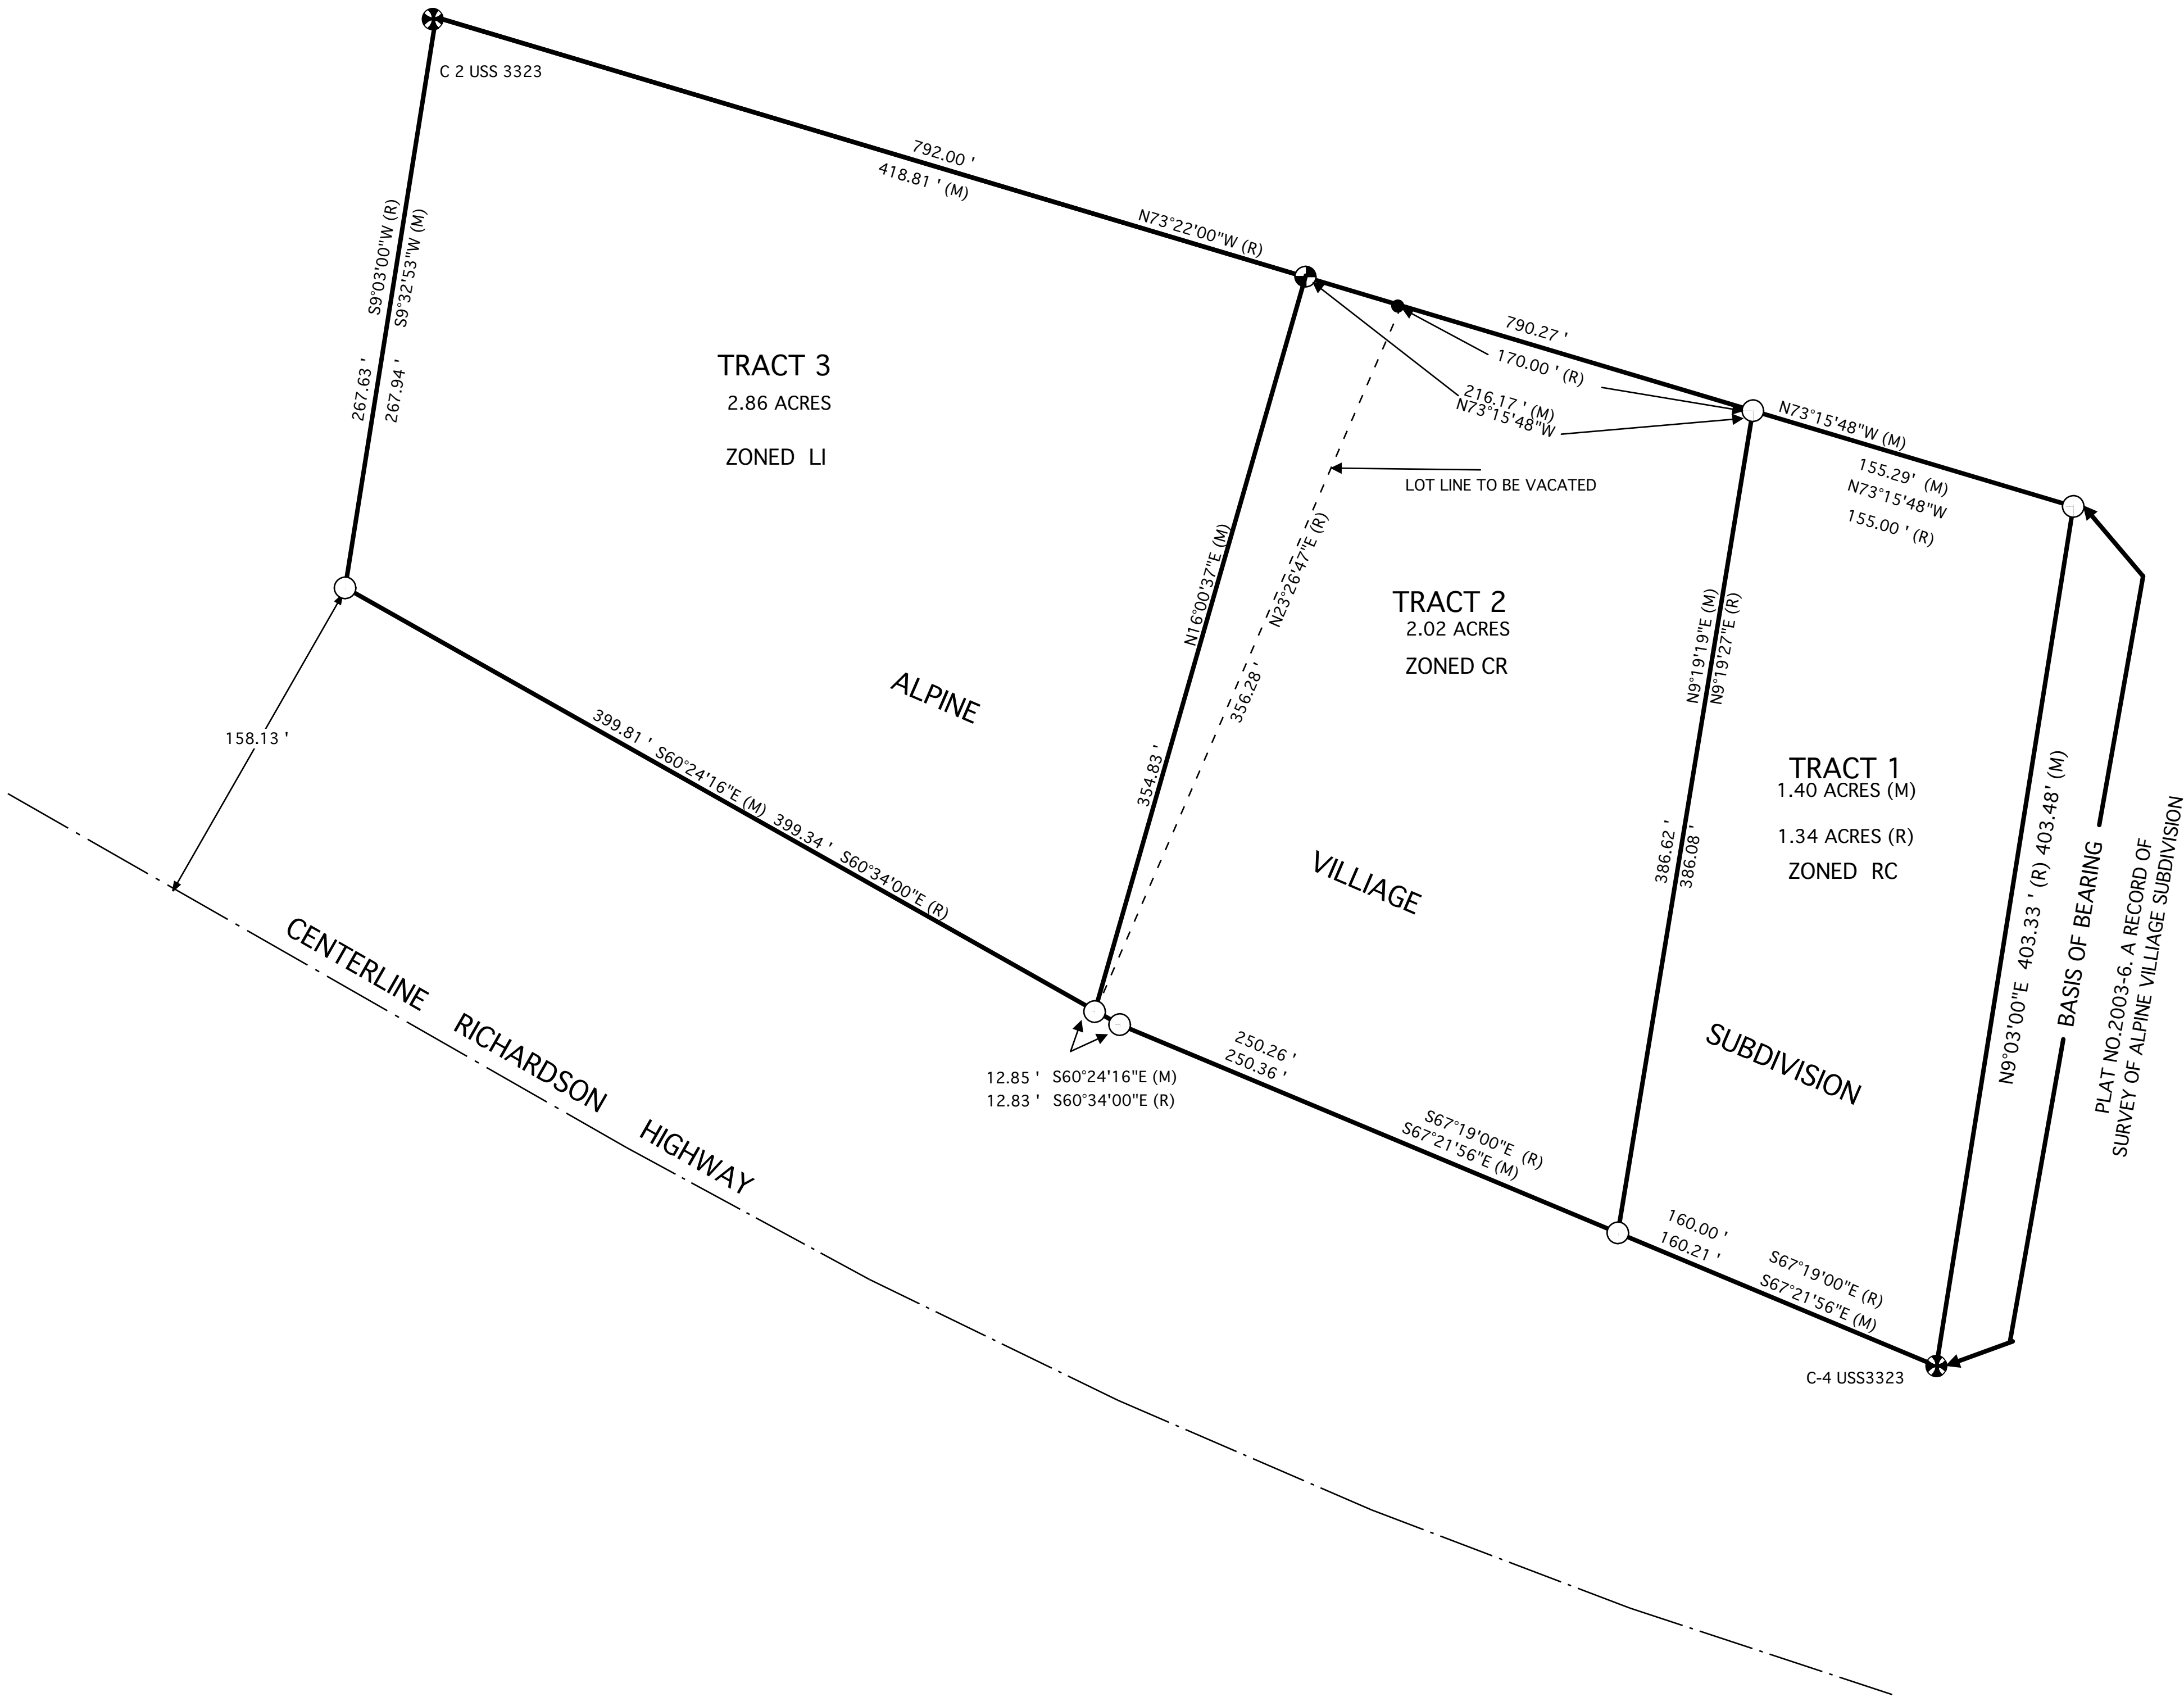 C 2 USS 3323
792.00 '
418.81 ' (M)
N73°22'00"W (R)
S9°03'00"W (R)
S9°32'53"W (M)
267.63 '
267.94 '
TRACT 3
2.86 ACRES
ZONED LI
790.27 '
170.00 ' (R)
216.17 ' (M)
N73°15'48"W
N73°15'48"W (M)
155.29' (M)
N73°15'48"W
155.00 ' (R)
LOT LINE TO BE VACATED
N16°00'37"E (M)
354.83 '
N23°26'47"E (R)
356.28 '
TRACT 2
2.02 ACRES
ZONED CR
N9°19'19"E (M)
N9°19'27"E (R)
386.62 '
386.08 '
TRACT 1
1.40 ACRES (M)
1.34 ACRES (R)
ZONED RC
N9°03'00"E 403.33 ' (R) 403.48' (M)
BASIS OF BEARING
PLAT NO.2003-6. A RECORD OF
SURVEY OF ALPINE VILLIAGE SUBDIVISION
ALPINE
VILLIAGE
SUBDIVISION
158.13 '
399.81 ' S60°24'16"E (M) 399.34 ' S60°34'00"E (R)
CENTERLINE RICHARDSON HIGHWAY
12.85 ' S60°24'16"E (M)
12.83 ' S60°34'00"E (R)
250.26 '
250.36 '
S67°19'00"E (R)
S67°21'56"E (M)
160.00 '
160.21 '
S67°19'00"E (R)
S67°21'56"E (M)
C-4 USS3323